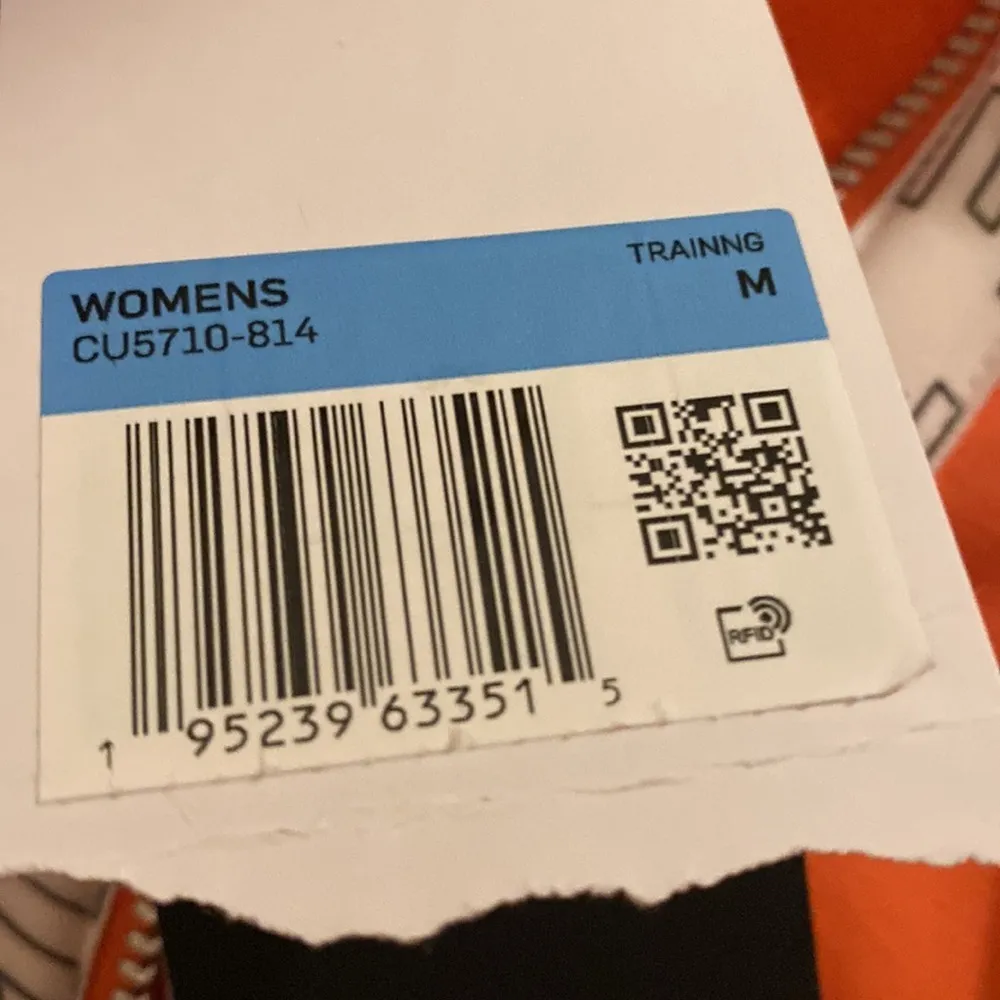 WOMENS
CU5710-814
TRAINNG
M
RFID
1 95239 63351 5